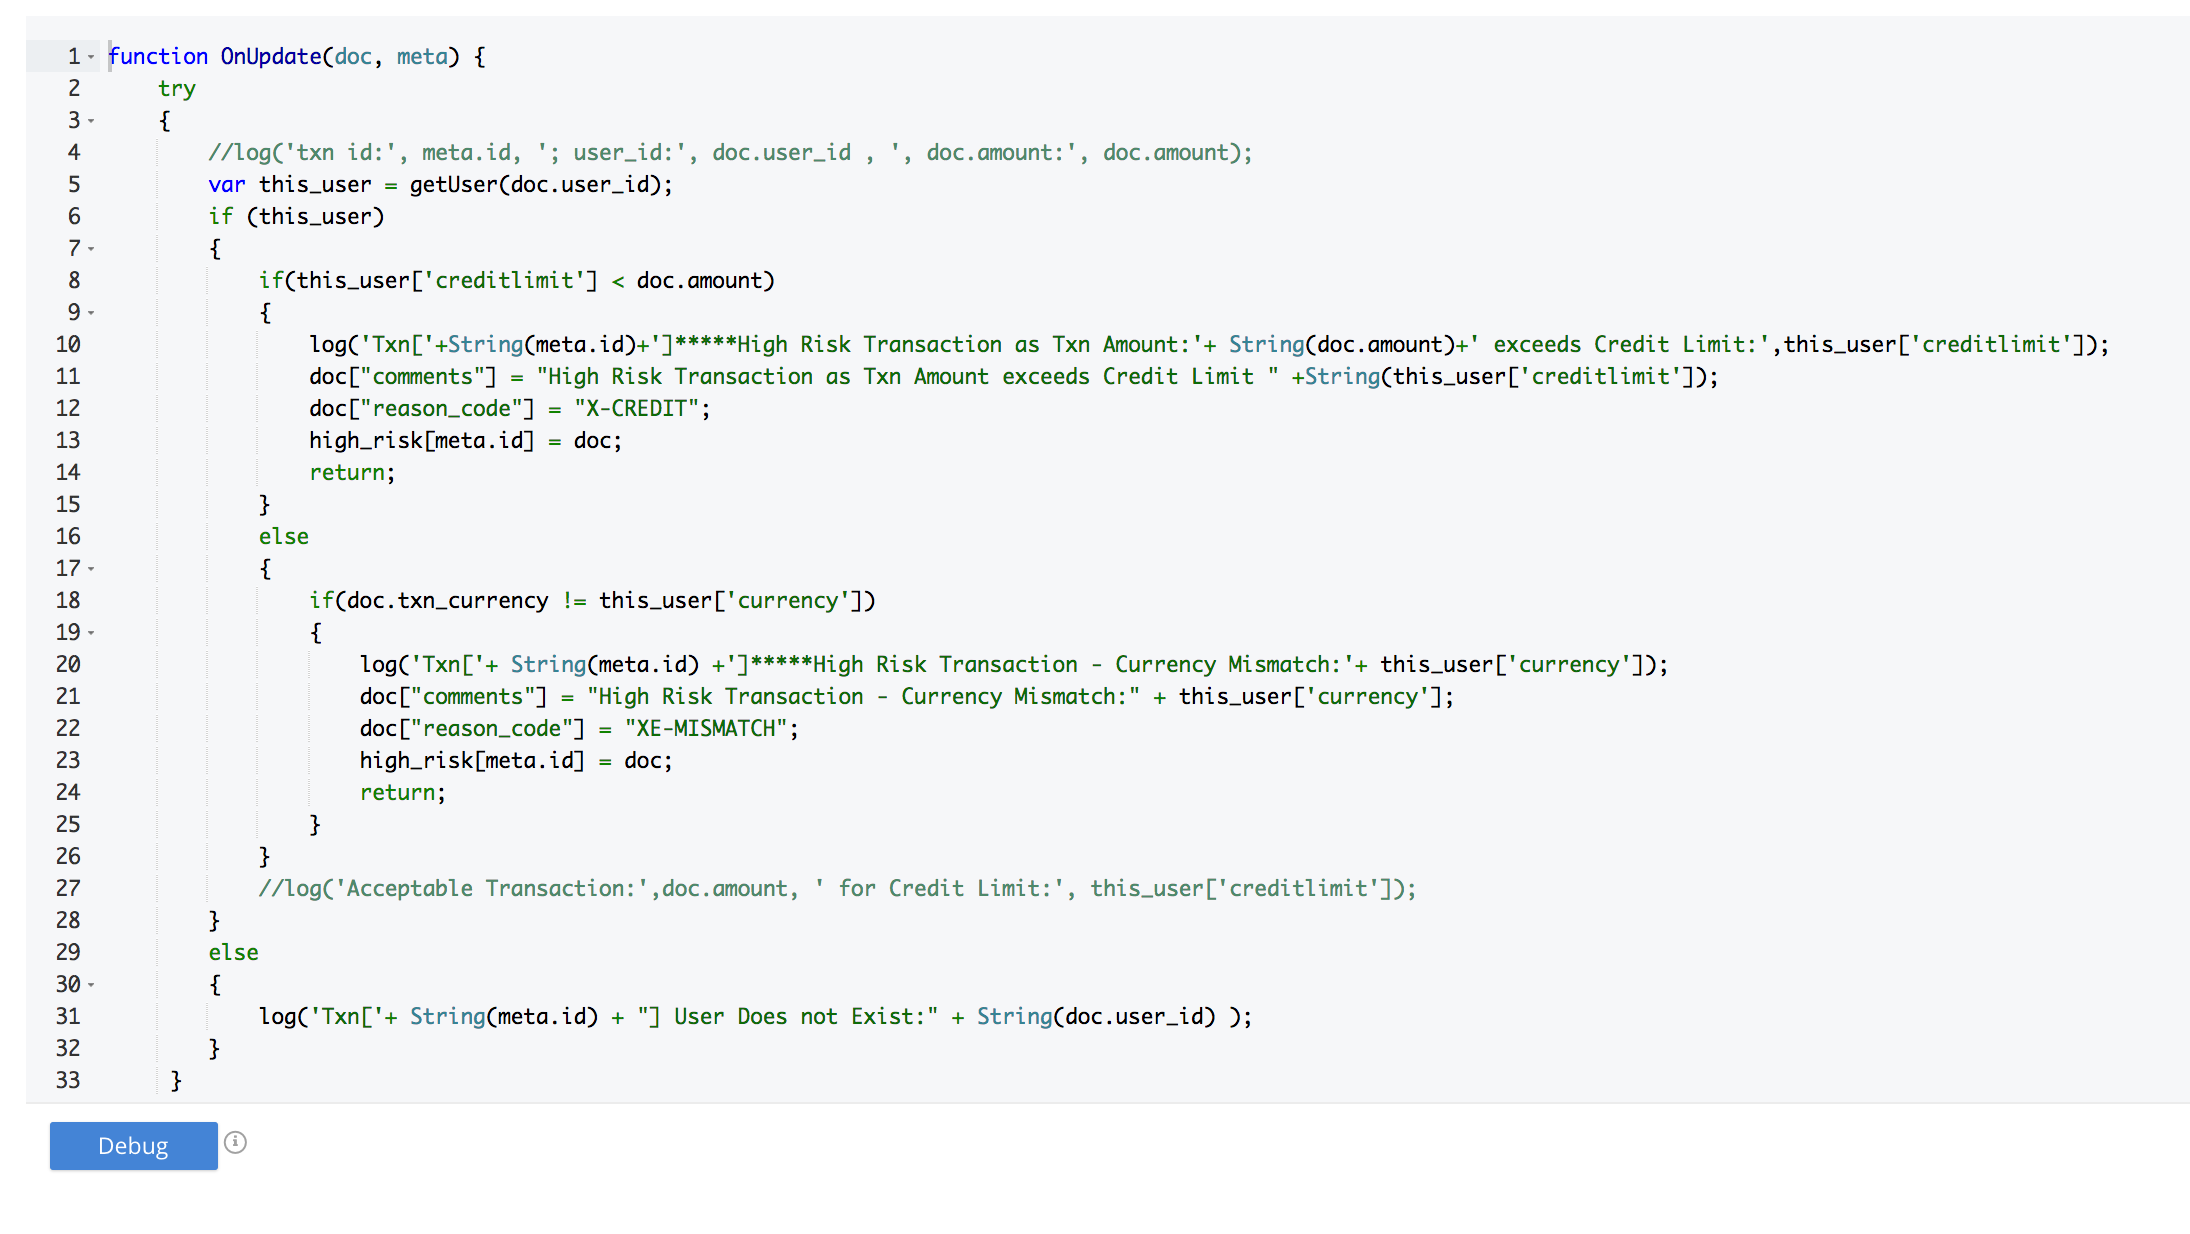 1 function OnUpdate(doc, meta) {
2     try
3     {
4         //log('txn id:', meta.id, '; user_id:', doc.user_id , ', doc.amount:', doc.amount);
5         var this_user = getUser(doc.user_id);
6         if (this_user)
7         {
8             if(this_user['creditlimit'] < doc.amount)
9             {
10                 log('Txn['+String(meta.id)+']*****High Risk Transaction as Txn Amount:'+ String(doc.amount)+' exceeds Credit Limit:',this_user['creditlimit']);
11                 doc["comments"] = "High Risk Transaction as Txn Amount exceeds Credit Limit " +String(this_user['creditlimit']);
12                 doc["reason_code"] = "X-CREDIT";
13                 high_risk[meta.id] = doc;
14                 return;
15             }
16             else
17             {
18                 if(doc.txn_currency != this_user['currency'])
19                 {
20                     log('Txn['+ String(meta.id) +']*****High Risk Transaction - Currency Mismatch:'+ this_user['currency']);
21                     doc["comments"] = "High Risk Transaction - Currency Mismatch:" + this_user['currency'];
22                     doc["reason_code"] = "XE-MISMATCH";
23                     high_risk[meta.id] = doc;
24                     return;
25                 }
26             }
27             //log('Acceptable Transaction:',doc.amount, ' for Credit Limit:', this_user['creditlimit']);
28         }
29         else
30         {
31             log('Txn['+ String(meta.id) + "] User Does not Exist:" + String(doc.user_id) );
32         }
33      }
Debug